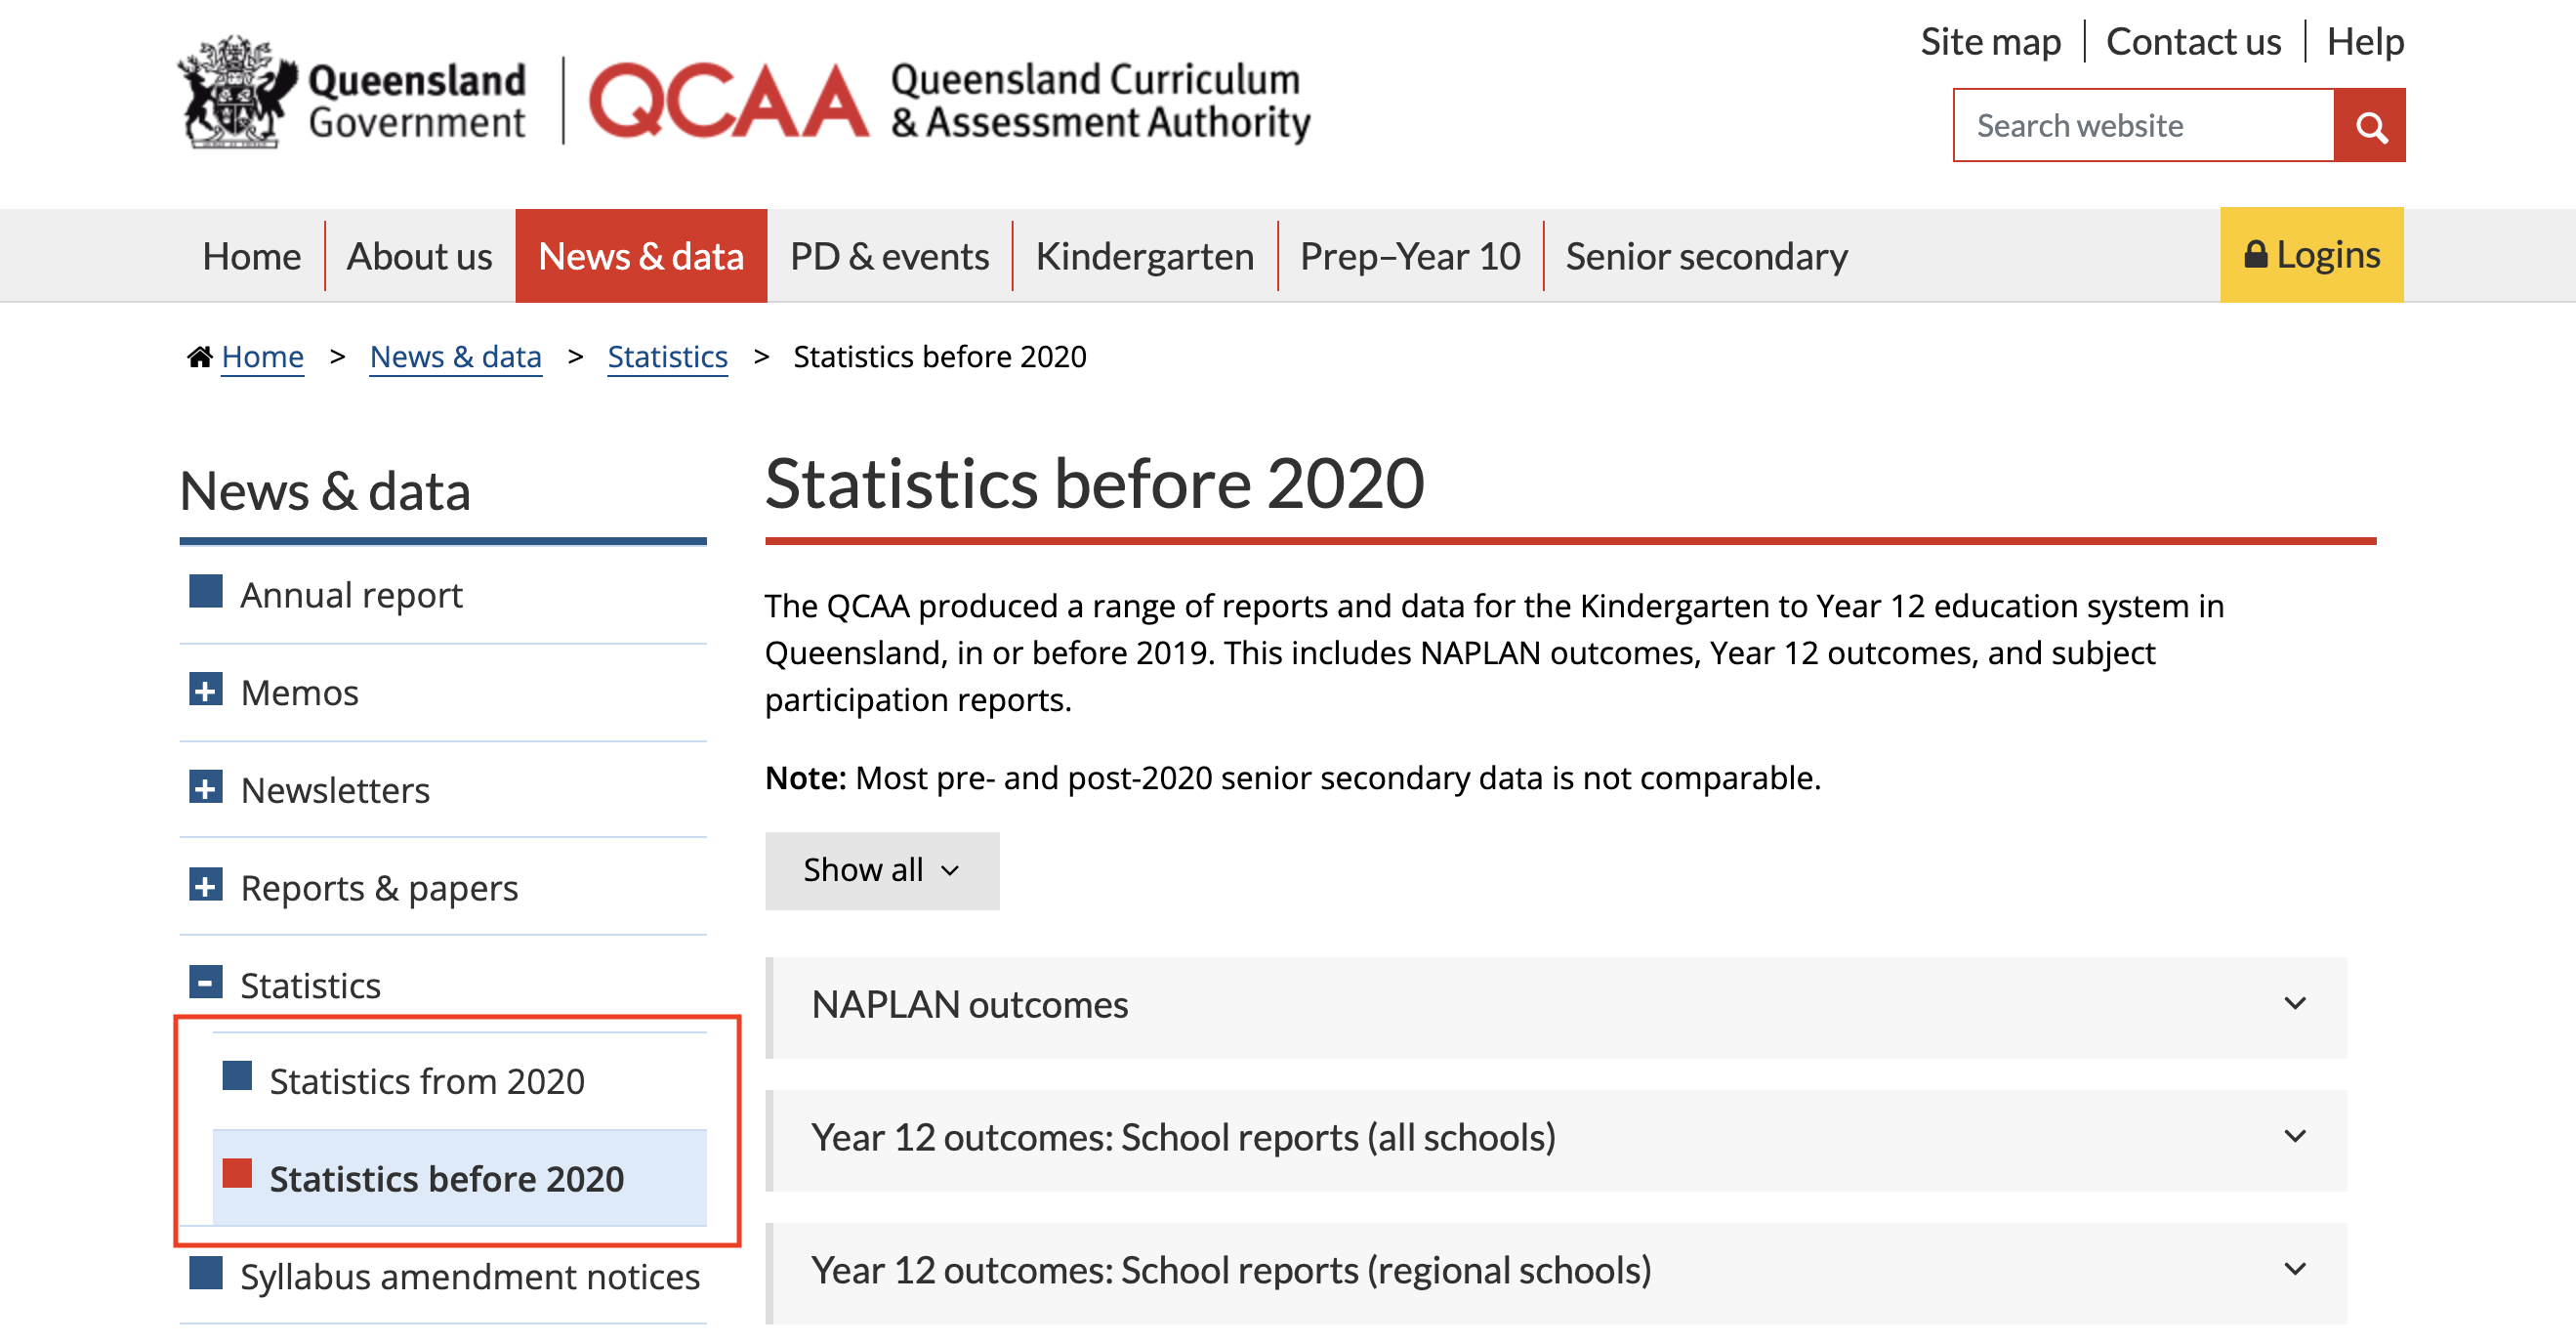 Queensland
Government
QCAA
Queensland Curriculum
& Assessment Authority
Site map
Contact us
Help
Search website
Home
About us
News & data
PD & events
Kindergarten
Prep–Year 10
Senior secondary
Logins
Home > News & data > Statistics > Statistics before 2020
News & data
Annual report
Memos
Newsletters
Reports & papers
Statistics
Statistics from 2020
Statistics before 2020
Syllabus amendment notices
Statistics before 2020
The QCAA produced a range of reports and data for the Kindergarten to Year 12 education system in
Queensland, in or before 2019. This includes NAPLAN outcomes, Year 12 outcomes, and subject
participation reports.
Note: Most pre- and post-2020 senior secondary data is not comparable.
Show all
NAPLAN outcomes
Year 12 outcomes: School reports (all schools)
Year 12 outcomes: School reports (regional schools)